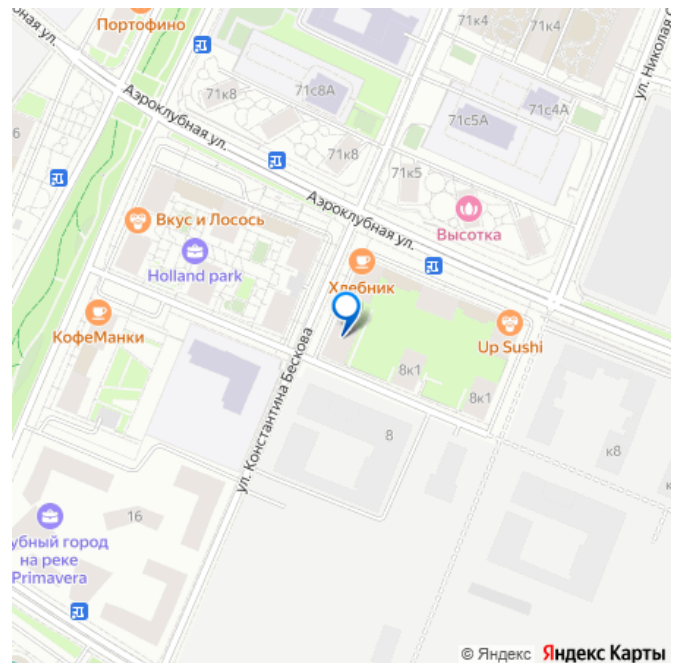 Портофино
71к4
71к4
ная ул.
ул. Николая С
Аэроклубная ул.
71к8
71с8А
71с4А
71с5А
6
71к8
71к5
Аэроклубная ул.
Вкус и Лосось
Высотка
Holland park
Хлебник
КофеМанки
Up Sushi
ул. Константина Бескова
8к1
8к1
8
к8
к
16
убный город
на реке
Primavera
© Яндекс Яндекс Карты